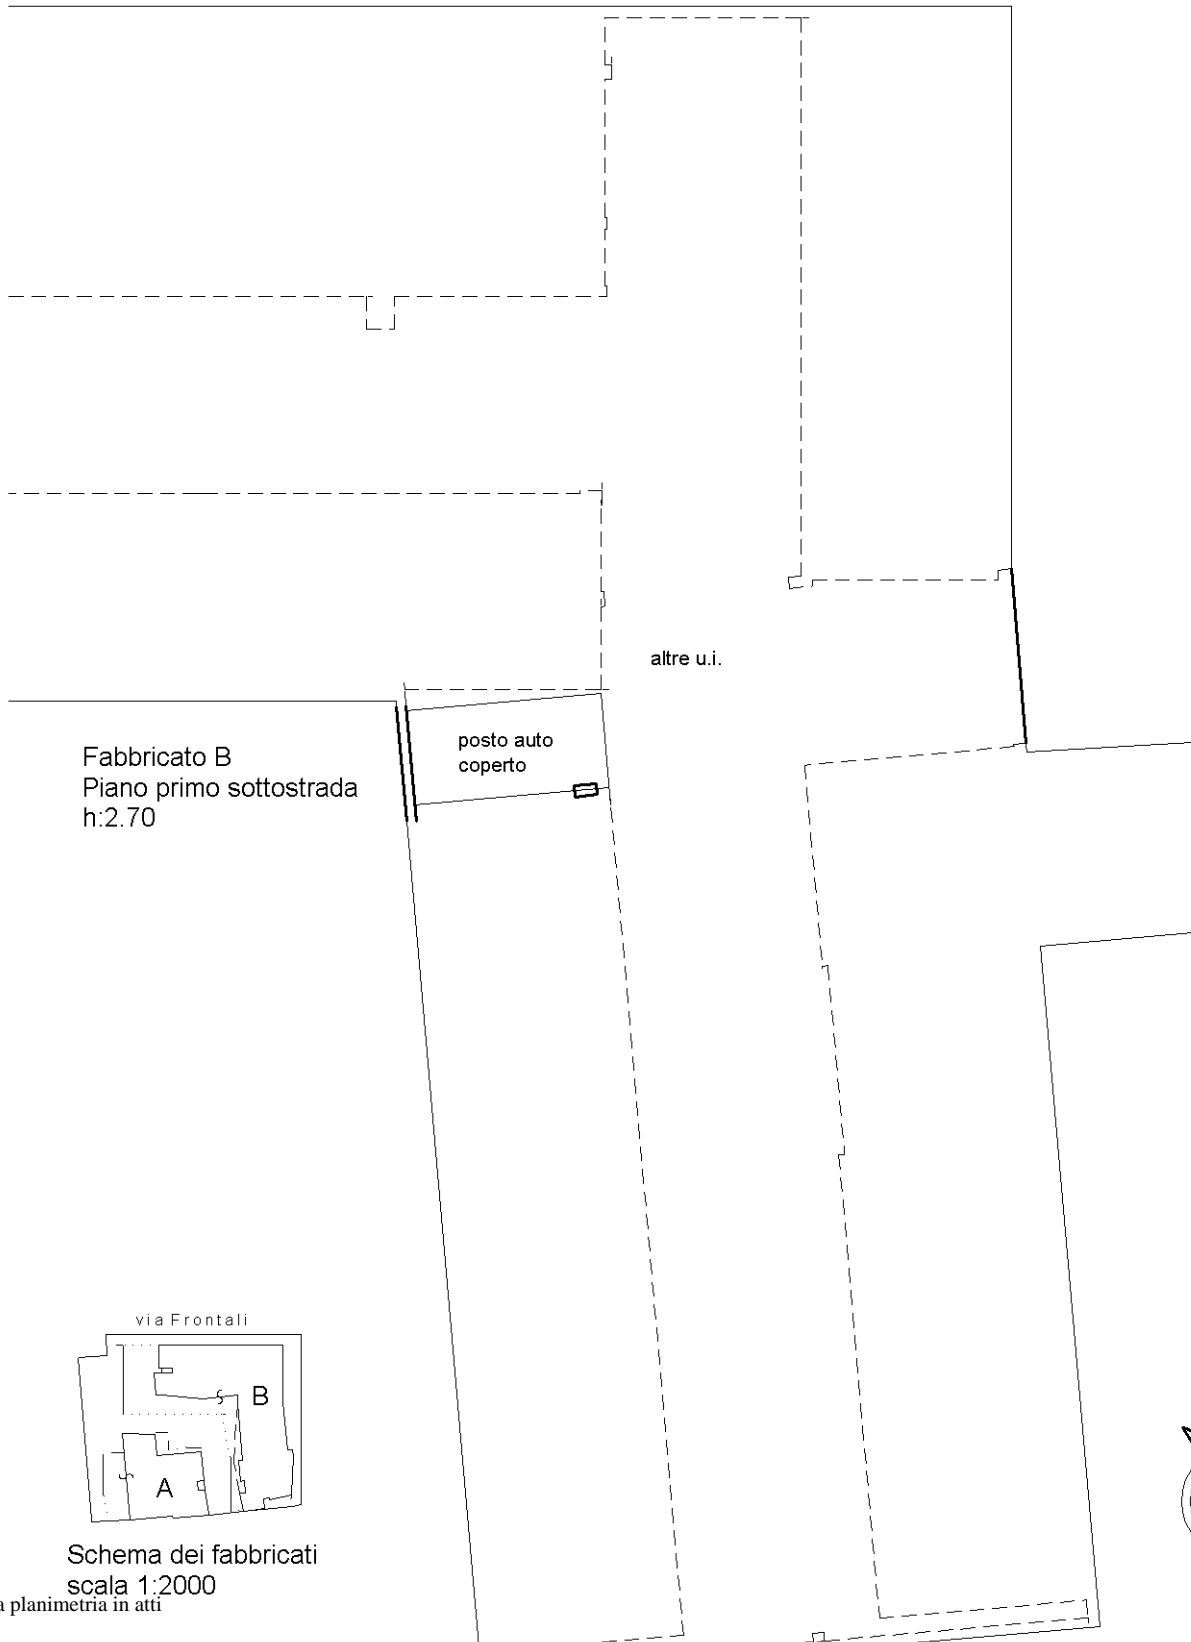 altre u.i.
posto auto
coperto
Fabbricato B
Piano primo sottostrada
h:2.70
via Frontali
B
A
Schema dei fabbricati
scala 1:2000
a planimetria in atti